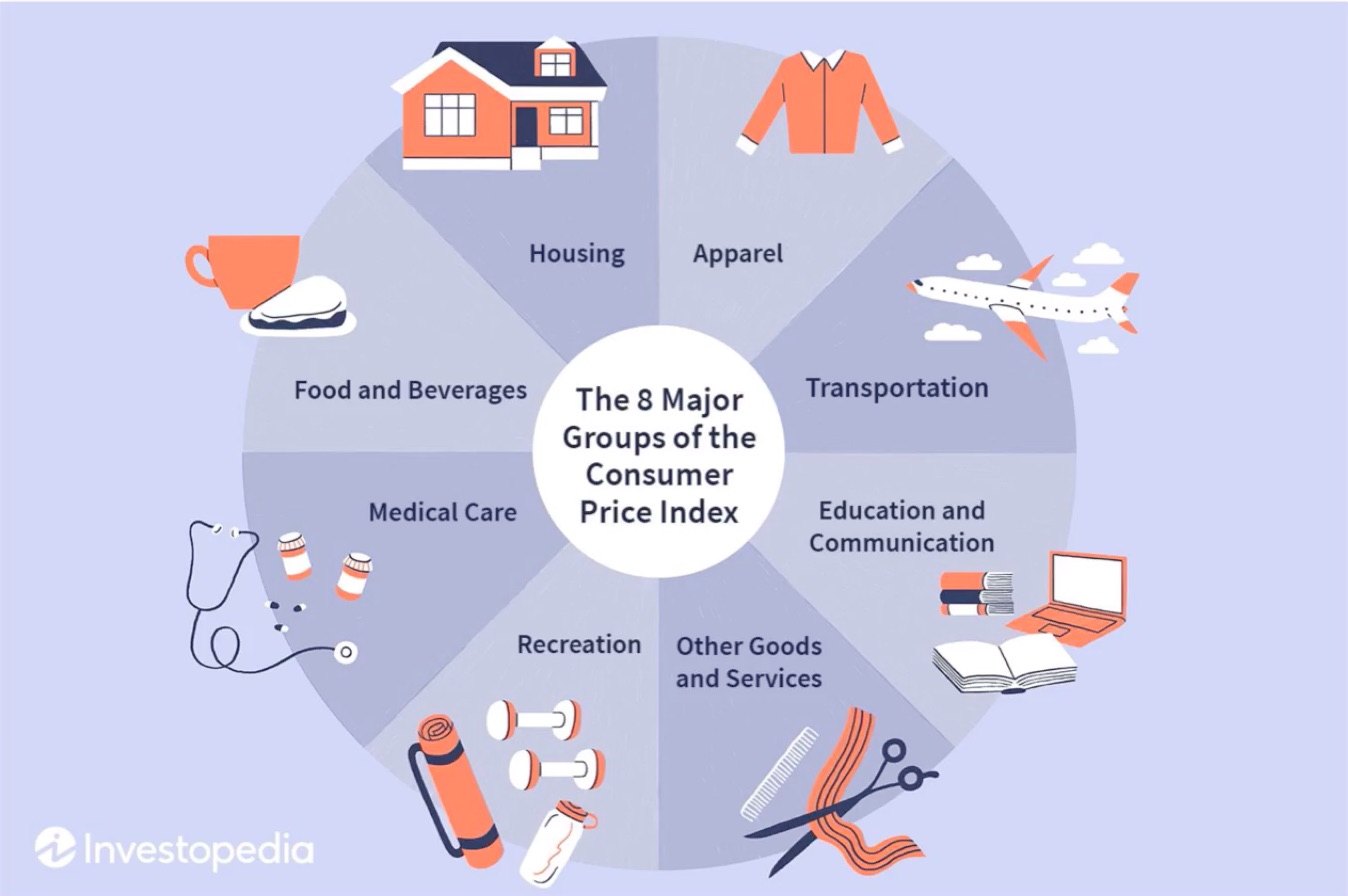 Housing
Apparel
Food and Beverages
Transportation
The 8 Major
Groups of the
Consumer
Price Index
Medical Care
Education and
Communication
Recreation
Other Goods
and Services
Investopedia